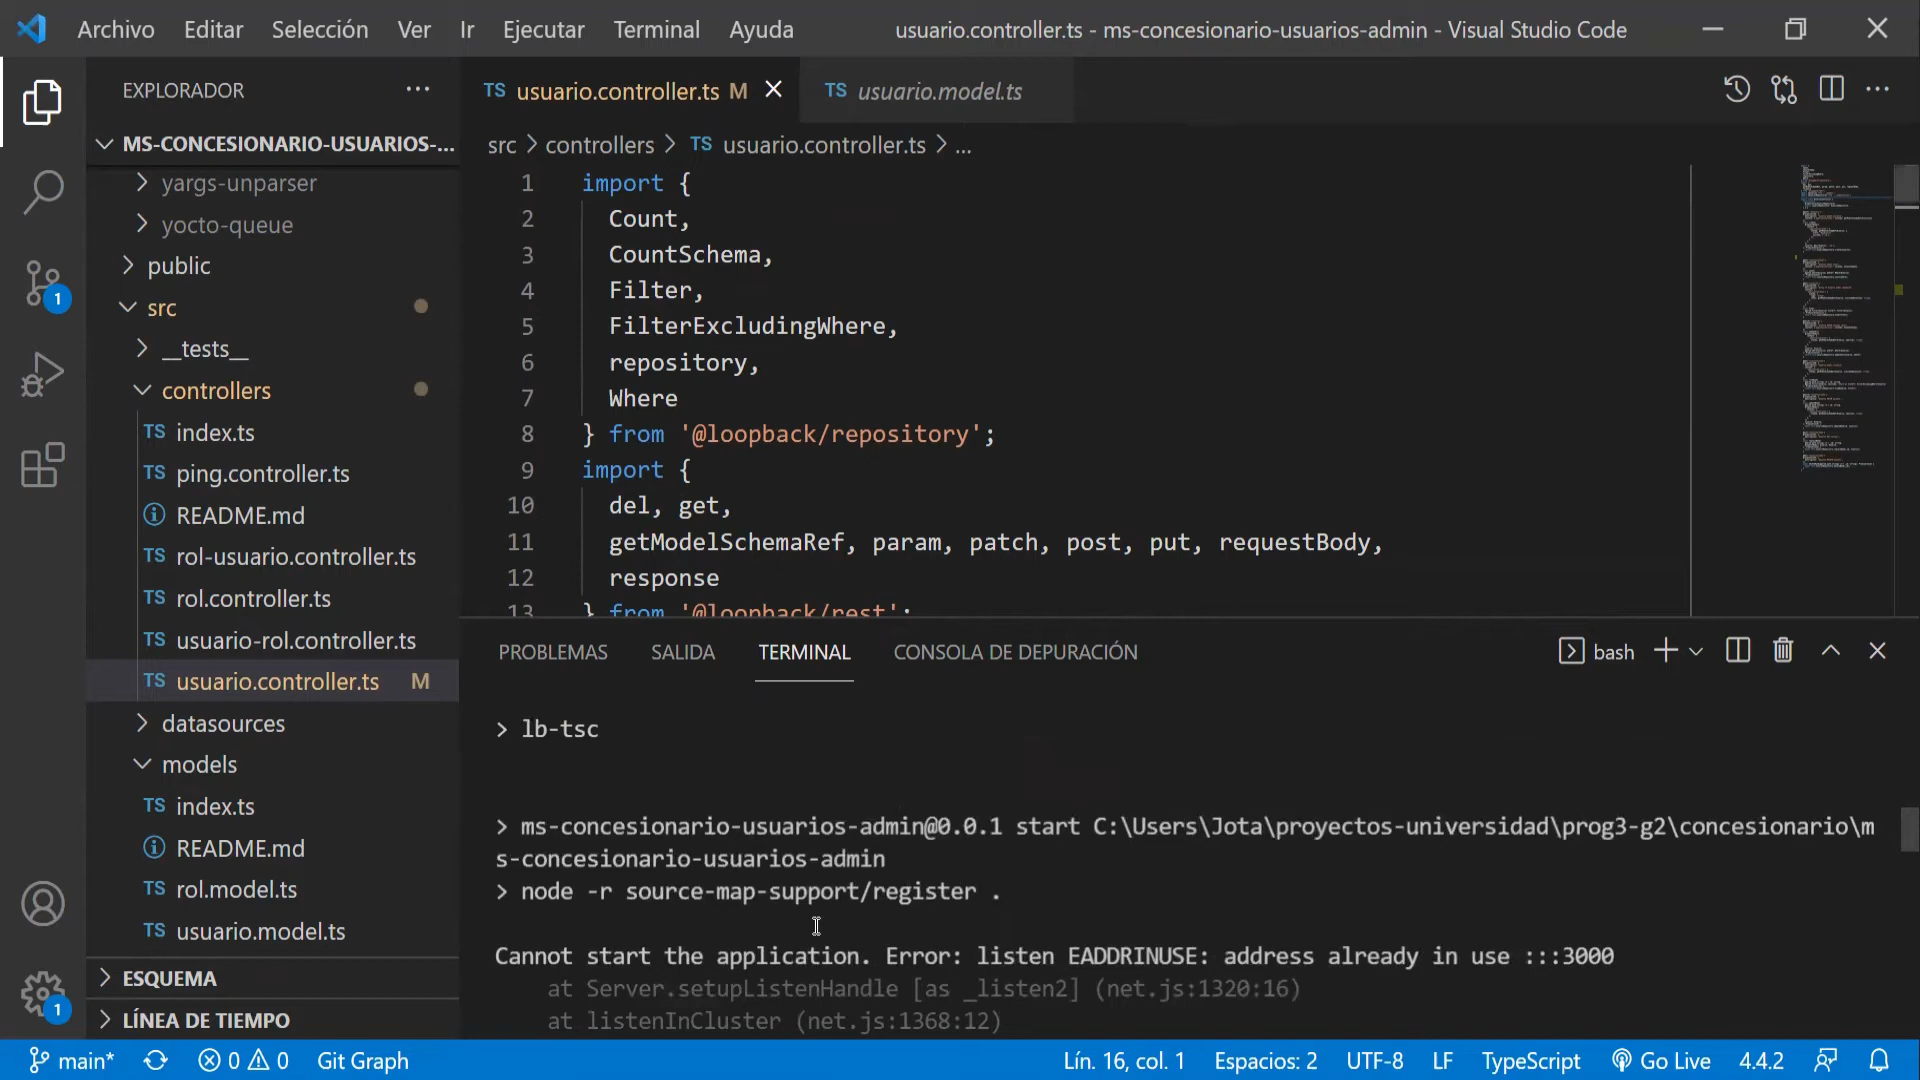 Archivo Editar Selección Ver Ir Ejecutar Terminal Ayuda usuario.controller.ts - ms-concesionario-usuarios-admin - Visual Studio Code
EXPLORADOR
MS-CONCESIONARIO-USUARIOS-...
yargs-unparser
yocto-queue
public
src
__tests__
controllers
TS index.ts
TS ping.controller.ts
README.md
TS rol-usuario.controller.ts
TS rol.controller.ts
TS usuario-rol.controller.ts
TS usuario.controller.ts M
datasources
models
TS index.ts
README.md
TS rol.model.ts
TS usuario.model.ts
ESQUEMA
LÍNEA DE TIEMPO
1
1
TS usuario.controller.ts M TS usuario.model.ts
src > controllers > TS usuario.controller.ts > ...
1 import {
2 Count,
3 CountSchema,
4 Filter,
5 FilterExcludingWhere,
6 repository,
7 Where
8 } from '@loopback/repository';
9 import {
10 del, get,
11 getModelSchemaRef, param, patch, post, put, requestBody,
12 response
13 } from '@loopback/rest';
PROBLEMAS SALIDA TERMINAL CONSOLA DE DEPURACIÓN bash
> lb-tsc
> ms-concesionario-usuarios-admin@0.0.1 start C:\Users\Jota\proyectos-universidad\prog3-g2\concesionario\m
s-concesionario-usuarios-admin
> node -r source-map-support/register .
Cannot start the application. Error: listen EADDRINUSE: address already in use :::3000
at Server.setupListenHandle [as _listen2] (net.js:1320:16)
at listenInCluster (net.js:1368:12)
main* 0 0 Git Graph Lín. 16, col. 1 Espacios: 2 UTF-8 LF TypeScript Go Live 4.4.2